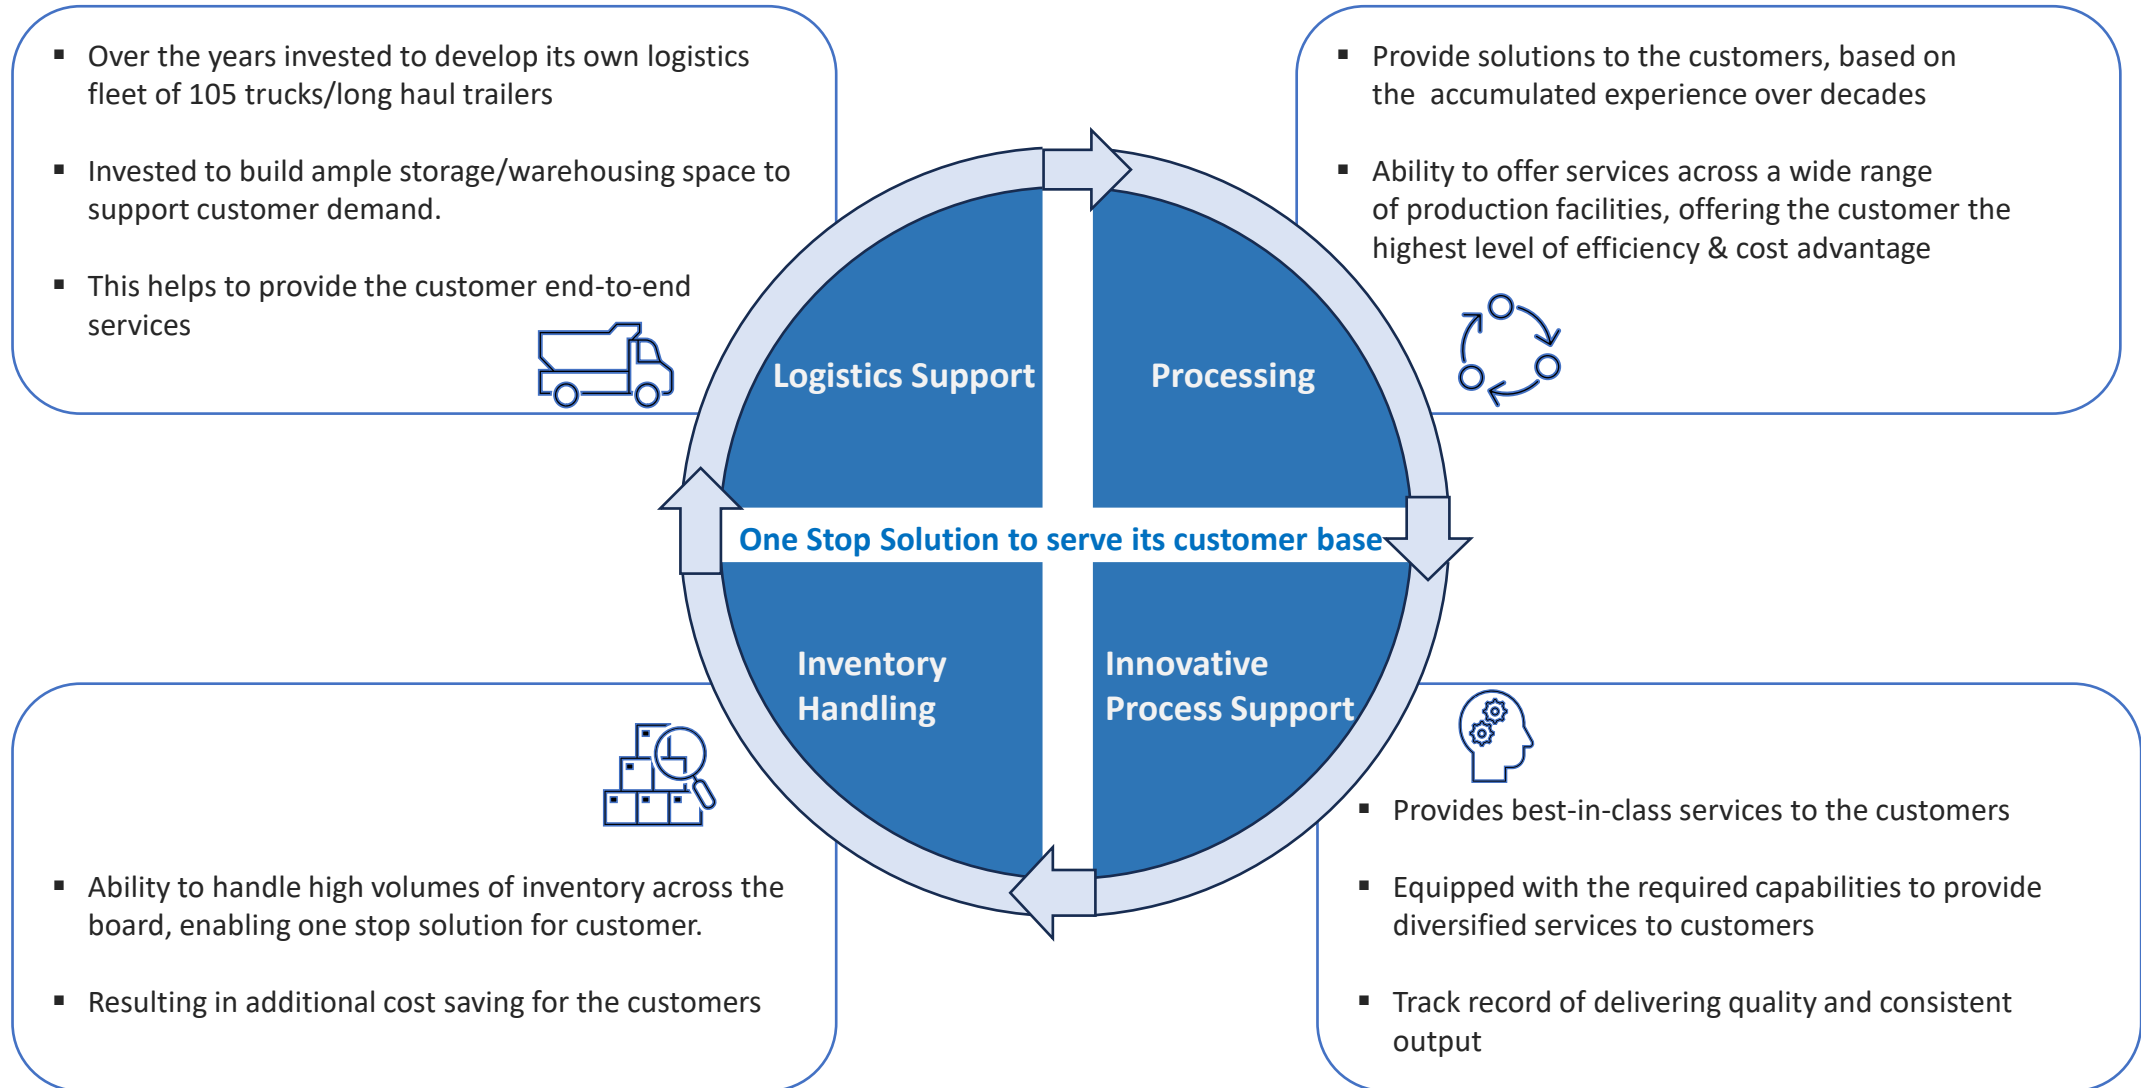 ▪ Over the years invested to develop its own logistics
fleet of 105 trucks/long haul trailers
▪ Invested to build ample storage/warehousing space to
support customer demand.
▪ This helps to provide the customer end-to-end
services
▪ Provide solutions to the customers, based on
the accumulated experience over decades
▪ Ability to offer services across a wide range
of production facilities, offering the customer the
highest level of efficiency & cost advantage
Logistics Support
Processing
One Stop Solution to serve its customer base
Inventory
Handling
Innovative
Process Support
▪ Ability to handle high volumes of inventory across the
board, enabling one stop solution for customer.
▪ Resulting in additional cost saving for the customers
▪ Provides best-in-class services to the customers
▪ Equipped with the required capabilities to provide
diversified services to customers
▪ Track record of delivering quality and consistent
output